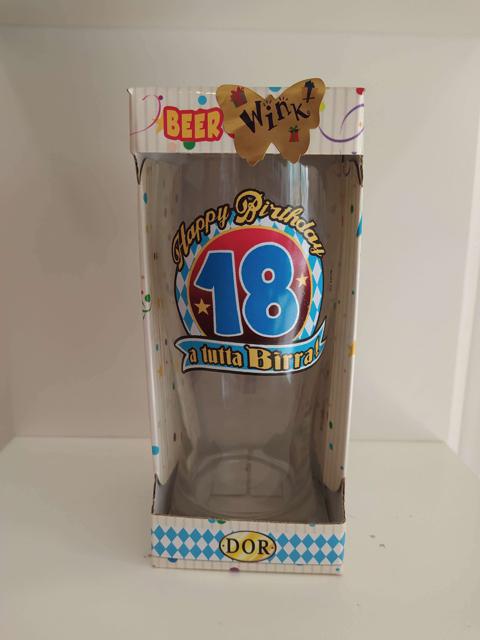 BEER
Wink
Happy Birthday
18
a tutta Birra!
DOR